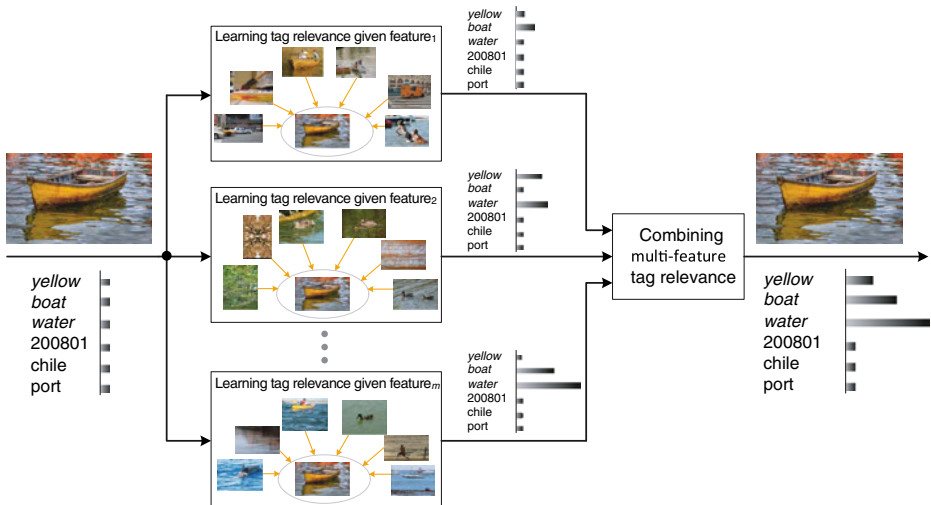 Learning tag relevance given feature1
yellow
boat
water
200801
chile
port
yellow
boat
water
200801
chile
port
Learning tag relevance given feature2
yellow
boat
water
200801
chile
port
Learning tag relevance given featurem
yellow
boat
water
200801
chile
port
Combining
multi-feature
tag relevance
yellow
boat
water
200801
chile
port